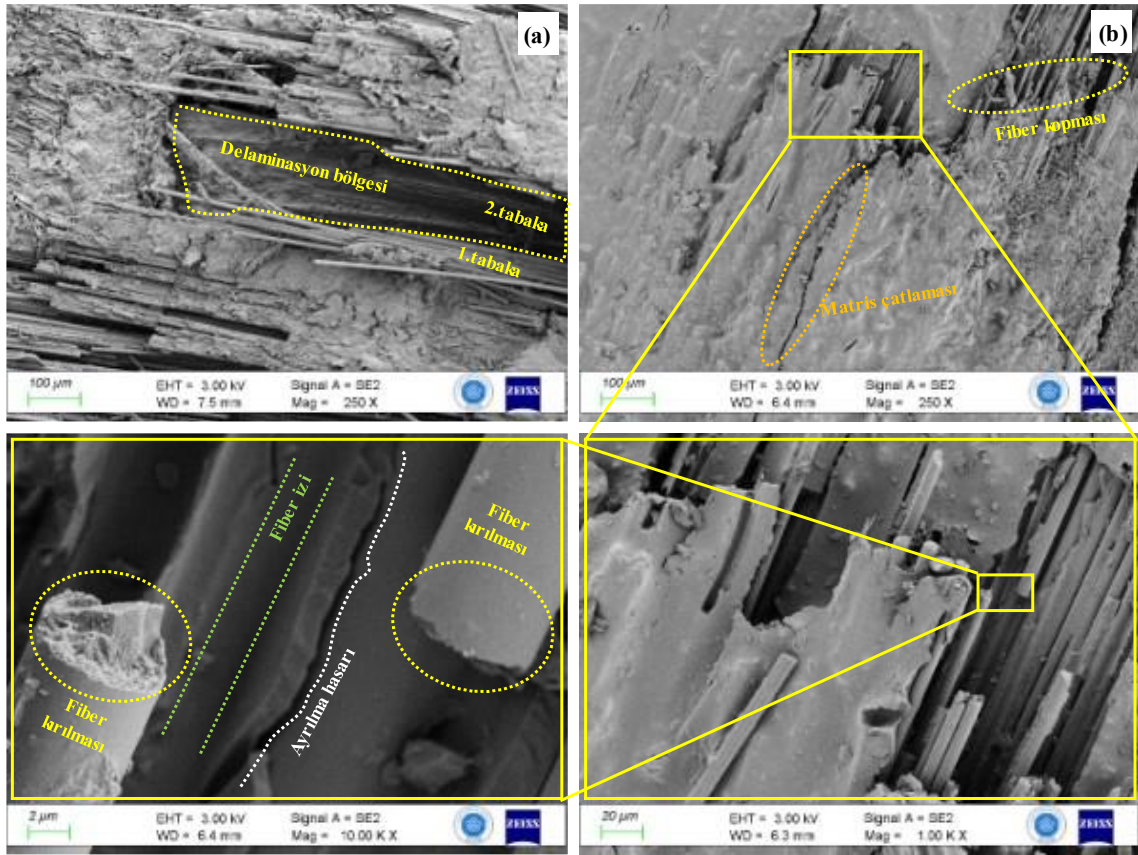 (a)
Delaminasyon bölgesi
2.tabaka
1.tabaka
100 µm
EHT = 3.00 kV
Signal A = SE2
WD = 7.5 mm
Mag = 250 X
ZEISS
(b)
Fiber kopması
Matris çatlaması
100 µm
EHT = 3.00 kV
Signal A = SE2
WD = 6.4 mm
Mag = 250 X
ZEISS
Fiber izi
Fiber
kırılması
Ayrılma hasarı
Fiber
kırılması
2 µm
EHT = 3.00 kV
Signal A = SE2
WD = 6.4 mm
Mag = 10.00 K X
ZEISS
20 µm
EHT = 3.00 kV
Signal A = SE2
WD = 6.3 mm
Mag = 1.00 K X
ZEISS